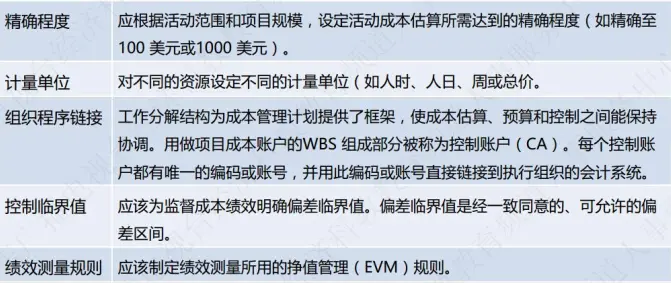 精确程度
应根据活动范围和项目规模，设定活动成本估算所需达到的精确程度（如精确至
100 美元或1000 美元）。
计量单位
对不同的资源设定不同的计量单位（如人时、人日、周或总价。
组织程序链接
工作分解结构为成本管理计划提供了框架，使成本估算、预算和控制之间能保持
协调。用做项目成本账户的WBS 组成部分被称为控制账户（CA）。每个控制账
户都有唯一的编码或账号，并用此编码或账号直接链接到执行组织的会计系统。
控制临界值
应该为监督成本绩效明确偏差临界值。偏差临界值是经一致同意的、可允许的偏
差区间。
绩效测量规则
应该制定绩效测量所用的挣值管理（EVM）规则。